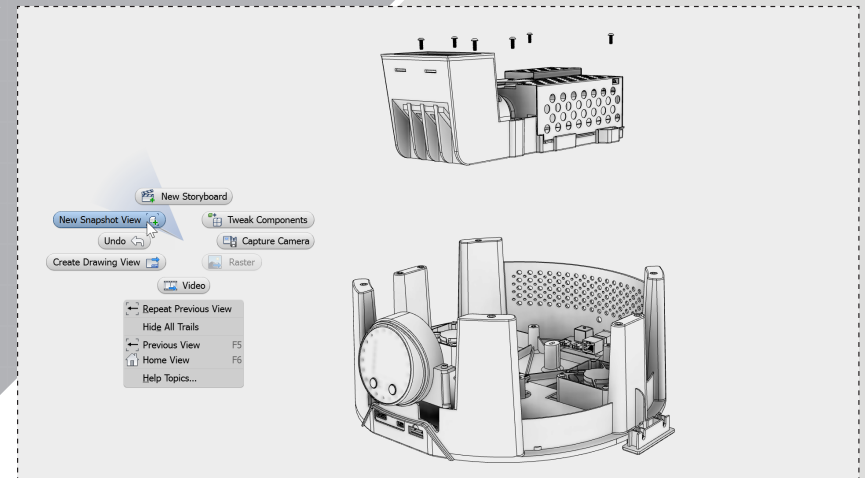 New Storyboard
New Snapshot View
Tweak Components
Undo
Capture Camera
Create Drawing View
Raster
Video
Repeat Previous View
Hide All Trails
Previous View F5
Home View F6
Help Topics...